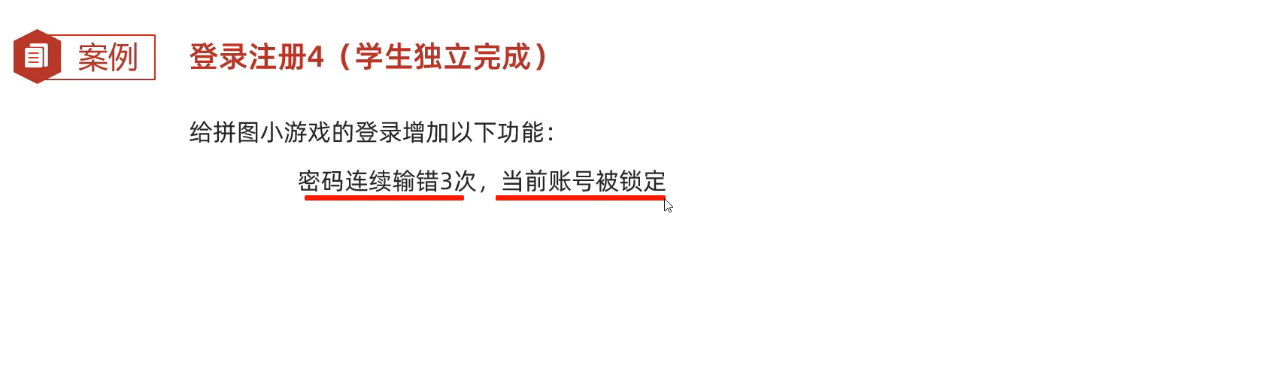 案例
登录注册4（学生独立完成）
给拼图小游戏的登录增加以下功能：
密码连续输错3次，当前账号被锁定